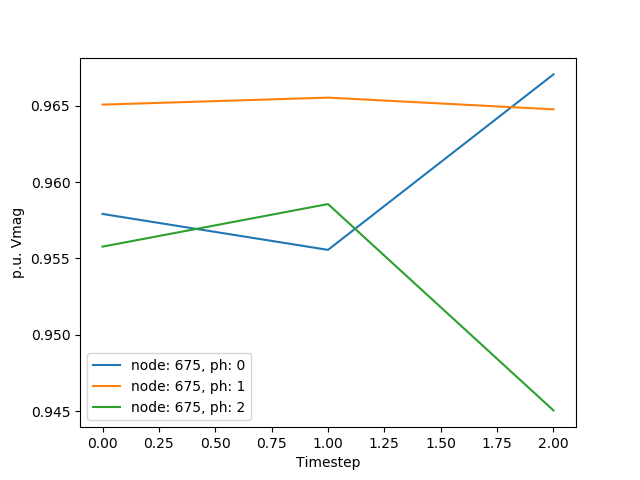 0.965
0.960
0.955
0.950
0.945
p.u. Vmag
node: 675, ph: 0
node: 675, ph: 1
node: 675, ph: 2
0.00 0.25 0.50 0.75 1.00 1.25 1.50 1.75 2.00
Timestep